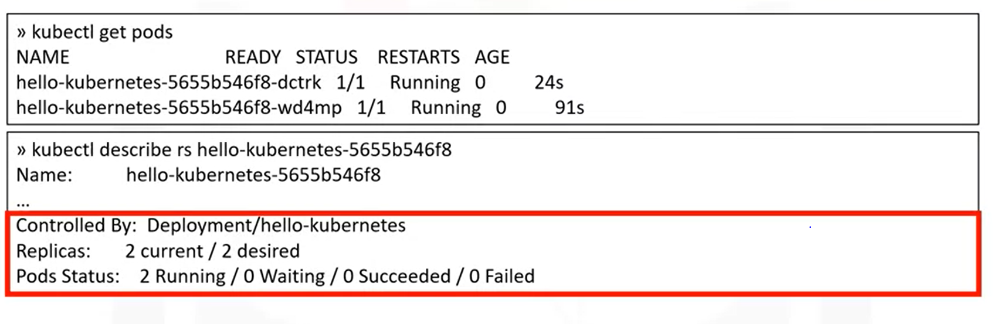 » kubectl get pods
NAME READY STATUS RESTARTS AGE
hello-kubernetes-5655b546f8-dctrk 1/1 Running 0 24s
hello-kubernetes-5655b546f8-wd4mp 1/1 Running 0 91s
» kubectl describe rs hello-kubernetes-5655b546f8
Name: hello-kubernetes-5655b546f8
...
Controlled By: Deployment/hello-kubernetes
Replicas: 2 current / 2 desired
Pods Status: 2 Running / 0 Waiting / 0 Succeeded / 0 Failed